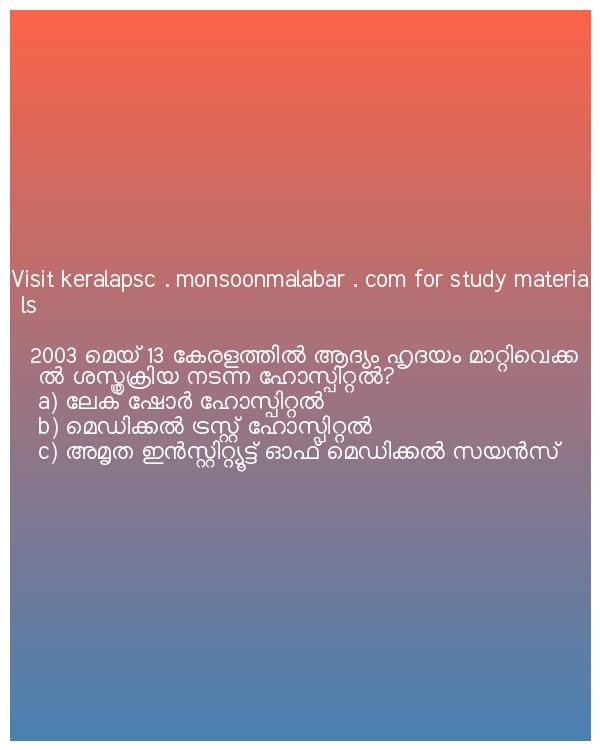 Visit keralapsc . monsoonmalabar . com for study materia
ls
2003 മെയ് 13 കേരളത്തിൽ ആദ്യം ഹൃദയം മാറ്റിവെക്ക
ൽ ശസ്ത്രക്രിയ നടന്ന ഹോസ്പിറ്റൽ?
a) ലേക് ഷോർ ഹോസ്പിറ്റൽ
b) മെഡിക്കൽ ട്രസ്റ്റ് ഹോസ്പിറ്റൽ
c) അമൃത ഇൻസ്റ്റിറ്റ്യൂട്ട് ഓഫ് മെഡിക്കൽ സയൻസ്